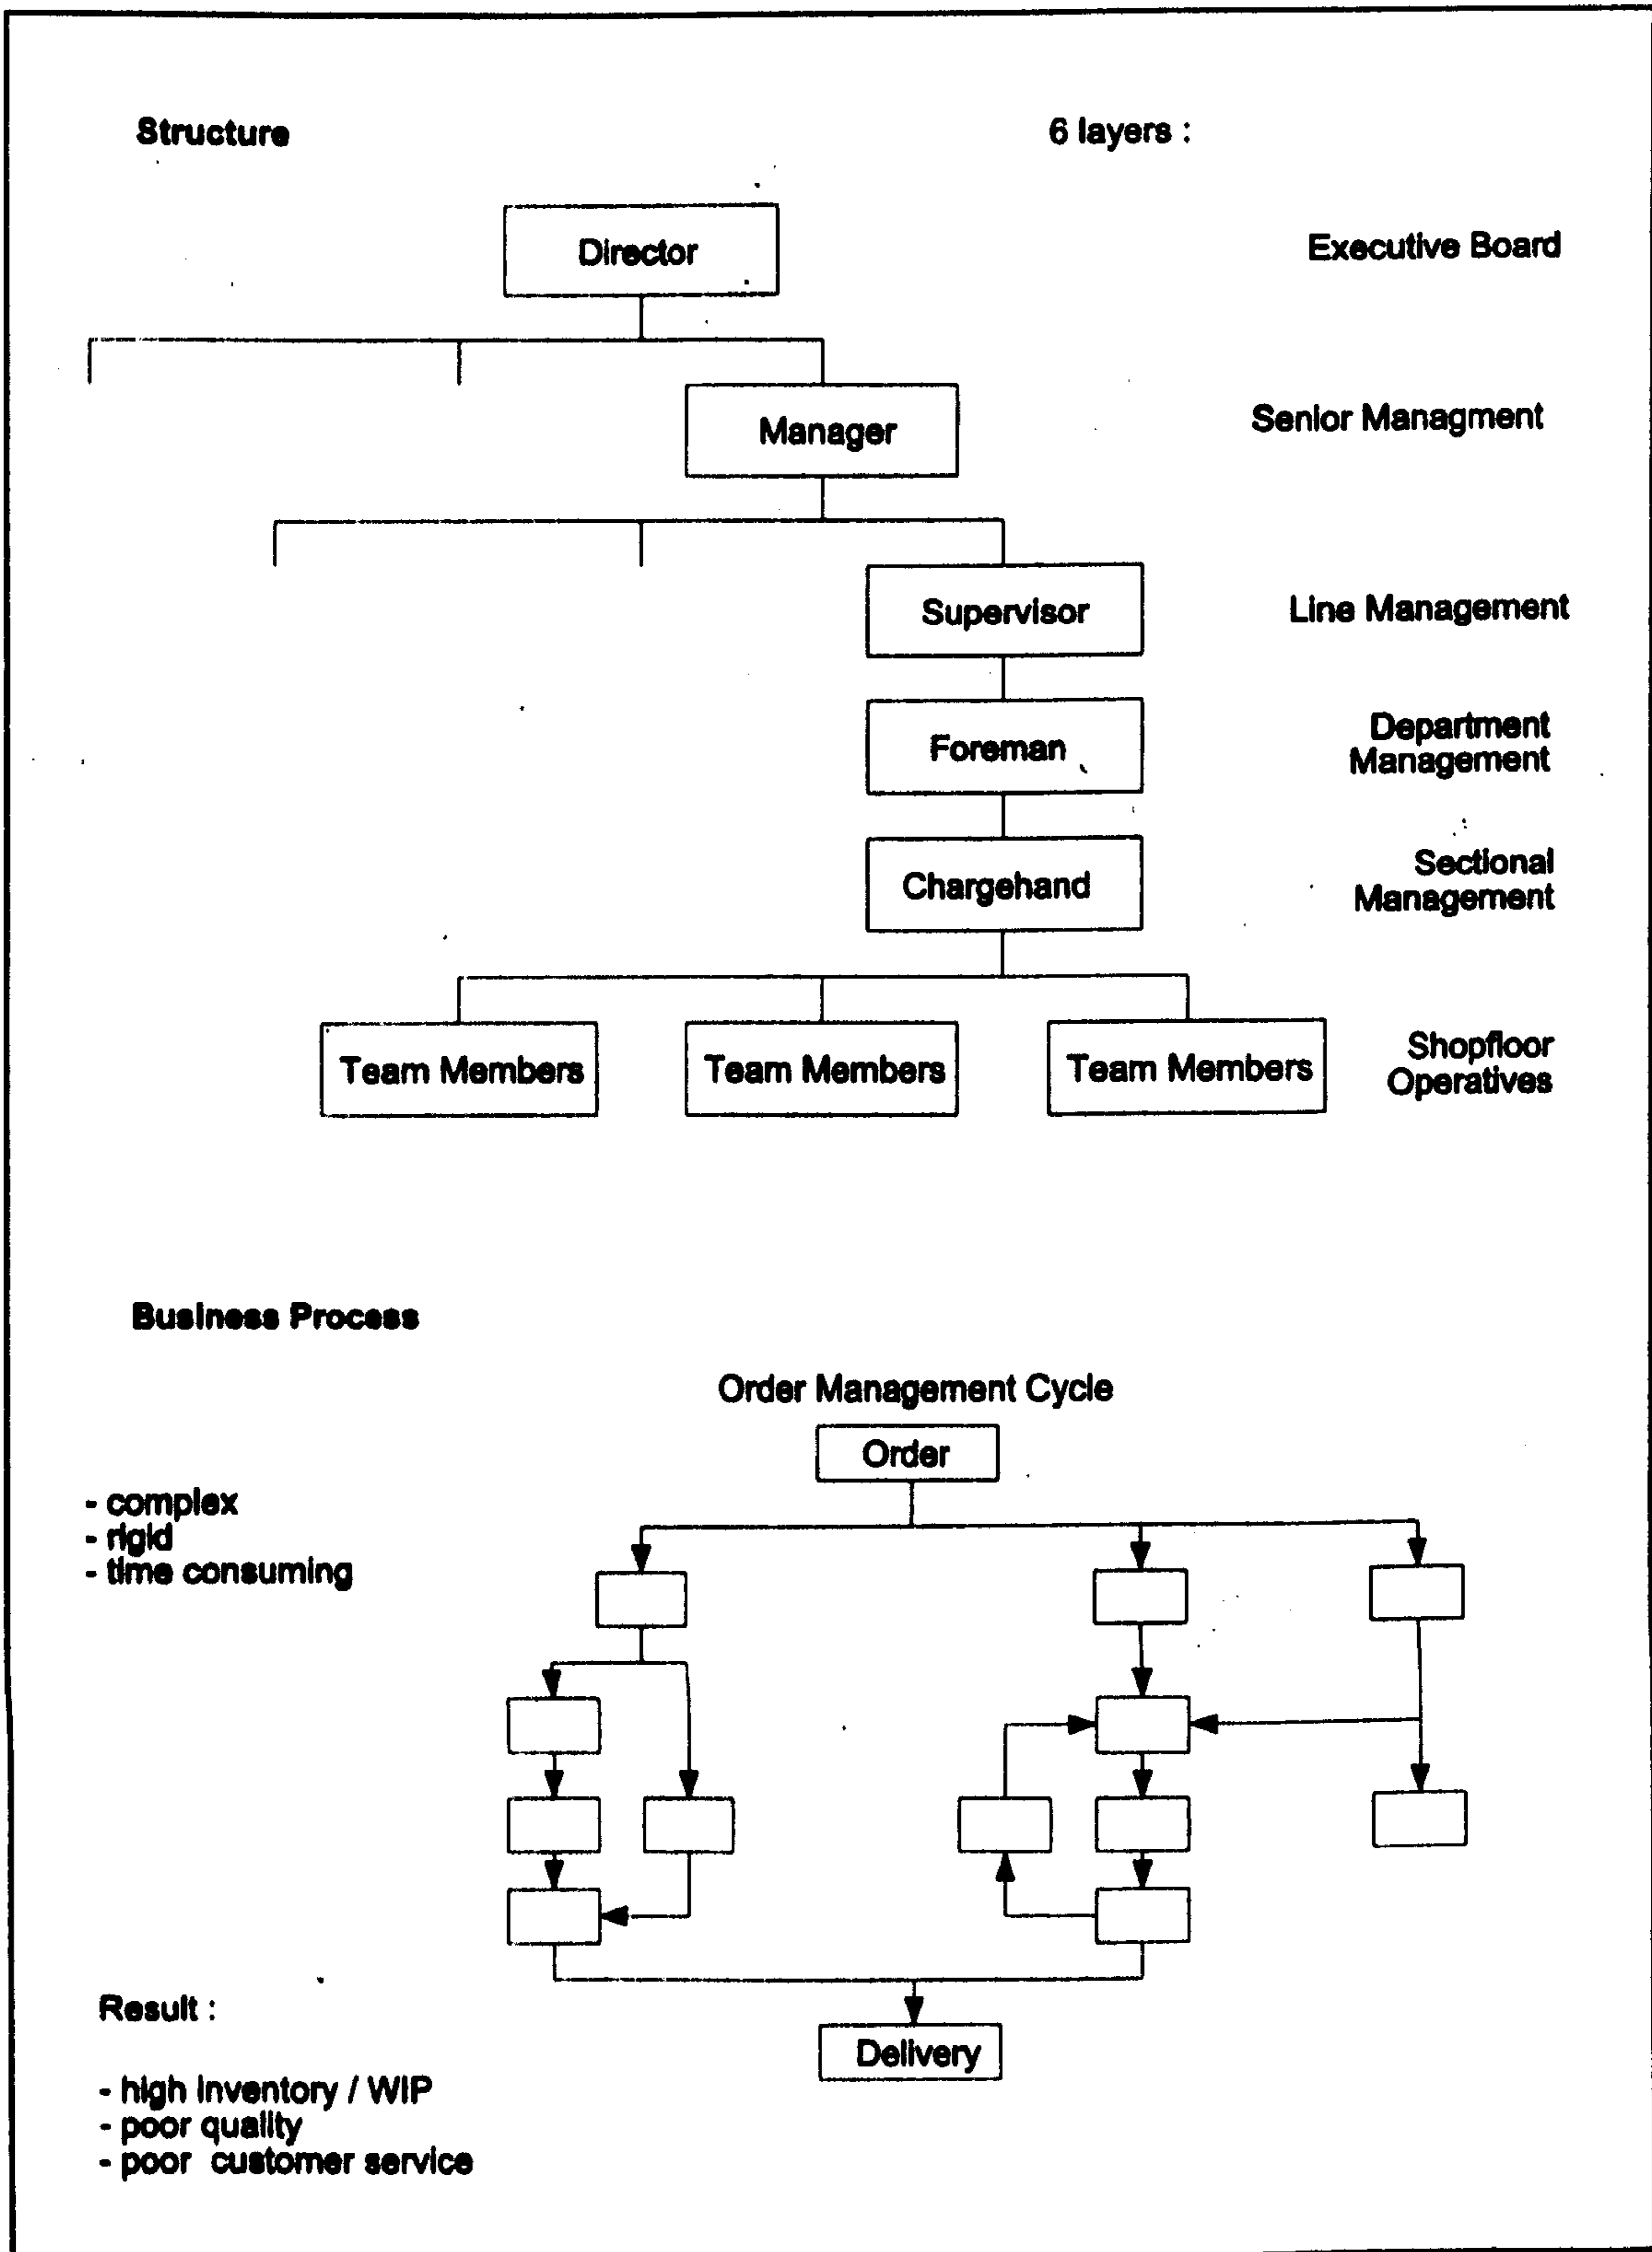 Structure
6 layers :
Director
Executive Board
Manager
Senior Managment
Supervisor
Line Management
Foreman
Department
Management
Chargehand
Sectional
Management
Team Members
Team Members
Team Members
Shopfloor
Operatives
Business Process
Order Management Cycle
Order
- complex
- rigid
- time consuming
Result :
Delivery
- high inventory / WIP
- poor quality
- poor customer service